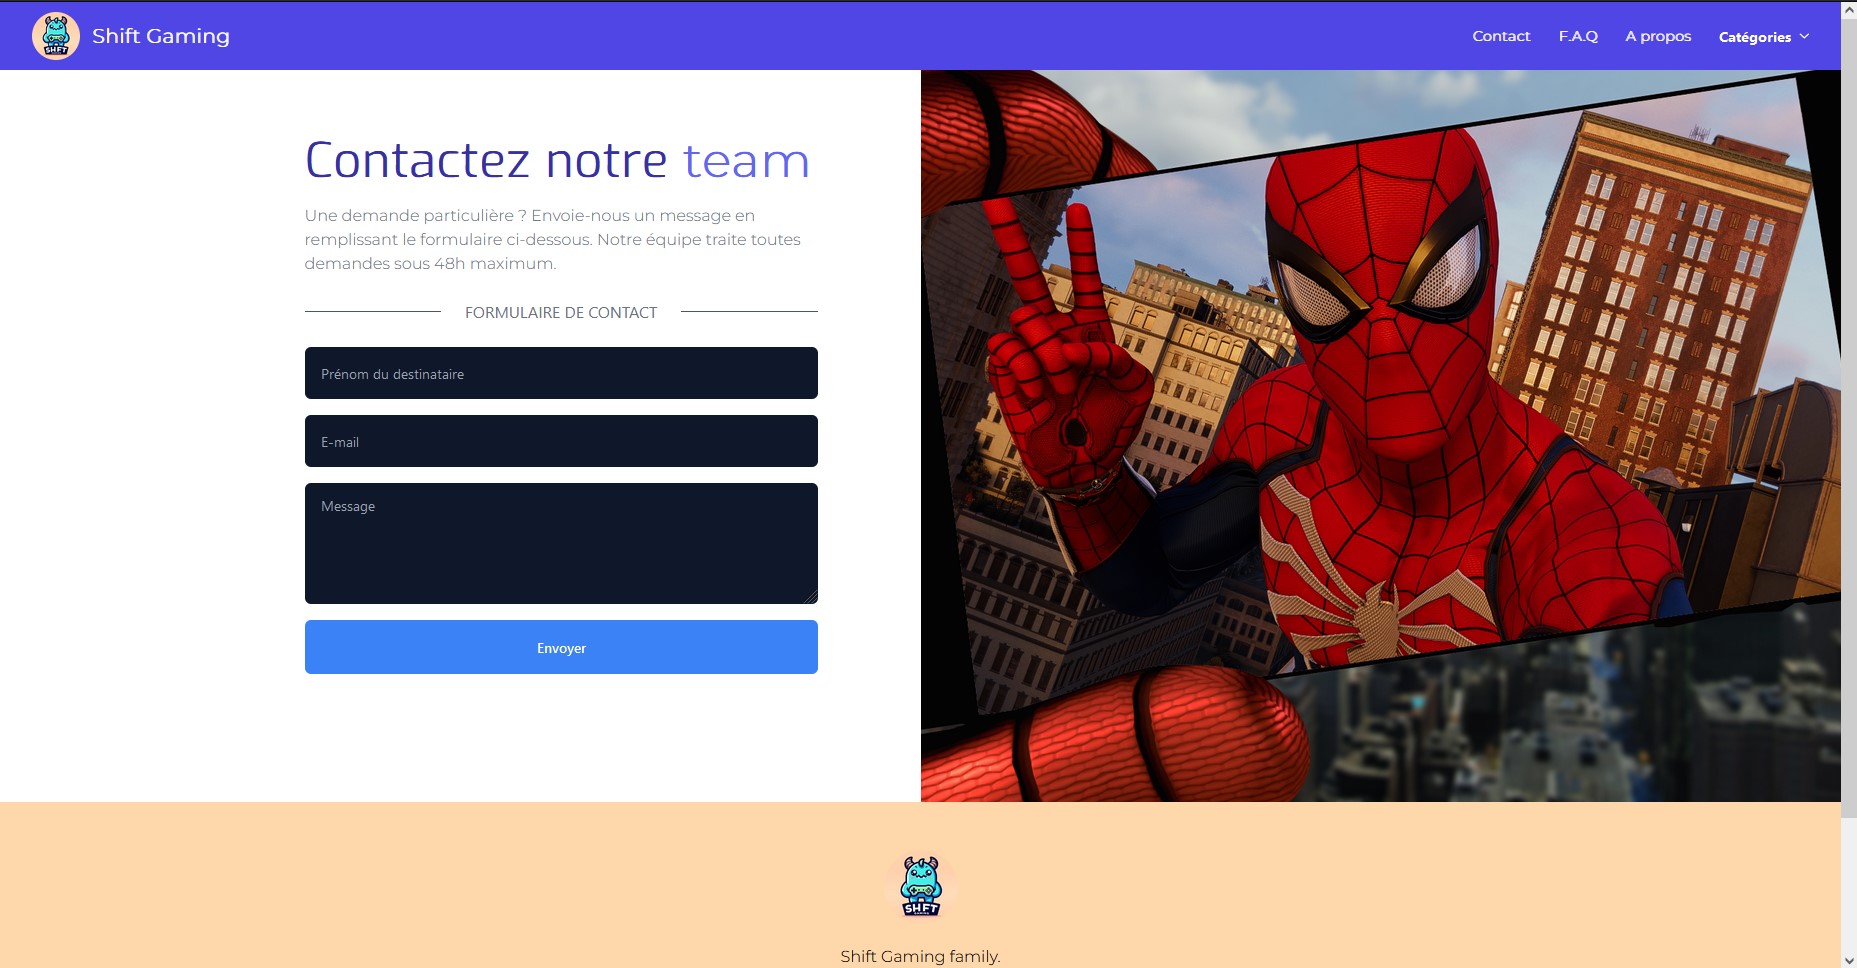 SHFT
Shift Gaming
Contact
F.A.Q
A propos
Catégories
Contactez notre team
Une demande particulière ? Envoie-nous un message en
remplissant le formulaire ci-dessous. Notre équipe traite toutes
demandes sous 48h maximum.
FORMULAIRE DE CONTACT
Prénom du destinataire
E-mail
Message
Envoyer
SHFT
GAMING
Shift Gaming family.